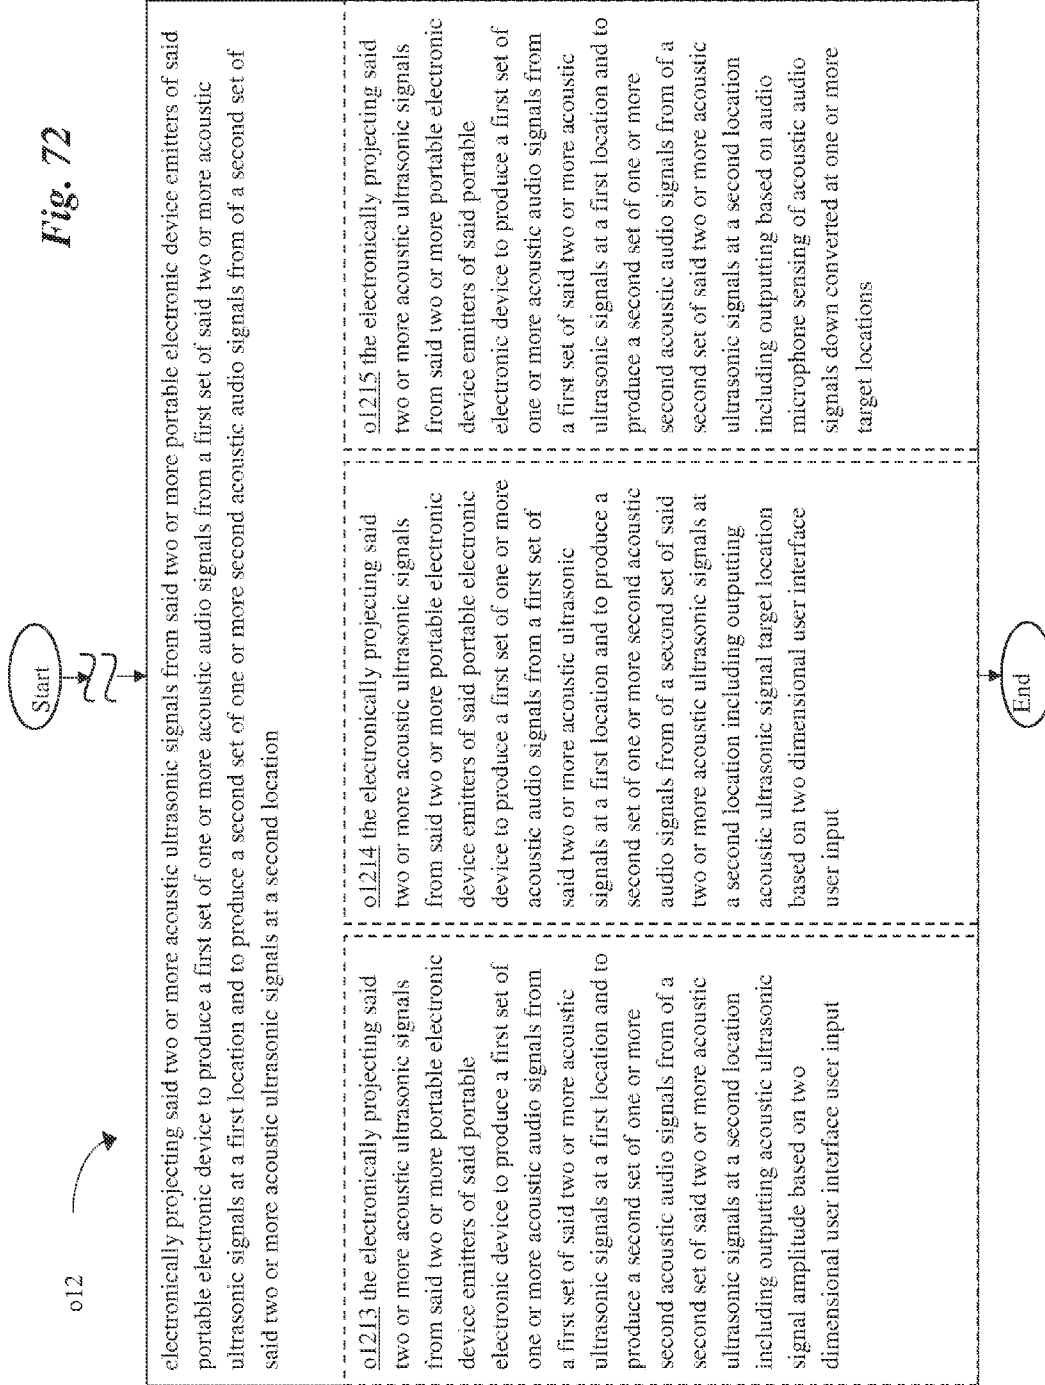 Fig. 72
o12
Start
electronically projecting said two or more acoustic ultrasonic signals from said two or more portable electronic device emitters of said
portable electronic device to produce a first set of one or more acoustic audio signals from a first set of said two or more acoustic
ultrasonic signals at a first location and to produce a second set of one or more second acoustic audio signals from of a second set of
said two or more acoustic ultrasonic signals at a second location
o1213 the electronically projecting said
two or more acoustic ultrasonic signals
from said two or more portable electronic
device emitters of said portable
electronic device to produce a first set of
one or more acoustic audio signals from
a first set of said two or more acoustic
ultrasonic signals at a first location and to
produce a second set of one or more
second acoustic audio signals from of a
second set of said two or more acoustic
ultrasonic signals at a second location
including outputting acoustic ultrasonic
signal amplitude based on two
dimensional user interface user input
o1214 the electronically projecting said
two or more acoustic ultrasonic signals
from said two or more portable electronic
device emitters of said portable electronic
device to produce a first set of one or more
acoustic audio signals from a first set of
said two or more acoustic ultrasonic
signals at a first location and to produce a
second set of one or more second acoustic
audio signals from of a second set of said
two or more acoustic ultrasonic signals at
a second location including outputting
acoustic ultrasonic signal target location
based on two dimensional user interface
user input
o1215 the electronically projecting said
two or more acoustic ultrasonic signals
from said two or more portable electronic
device emitters of said portable
electronic device to produce a first set of
one or more acoustic audio signals from
a first set of said two or more acoustic
ultrasonic signals at a first location and to
produce a second set of one or more
second acoustic audio signals from of a
second set of said two or more acoustic
ultrasonic signals at a second location
including outputting based on audio
microphone sensing of acoustic audio
signals down converted at one or more
target locations
End